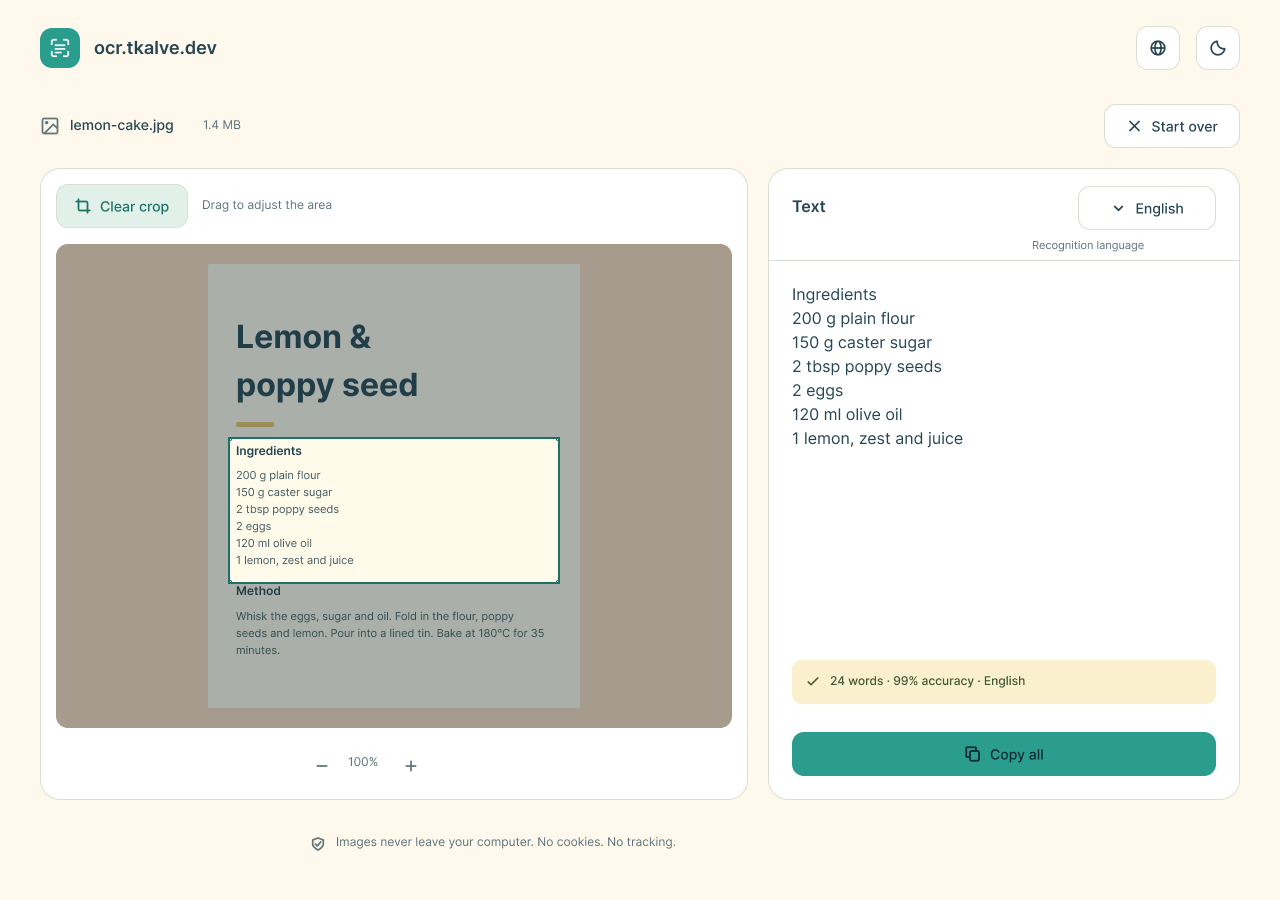 ocr.tkalve.dev
lemon-cake.jpg 1.4 MB
Start over
Clear crop
Drag to adjust the area
Lemon &
poppy seed
Ingredients
200 g plain flour
150 g caster sugar
2 tbsp poppy seeds
2 eggs
120 ml olive oil
1 lemon, zest and juice
Method
Whisk the eggs, sugar and oil. Fold in the flour, poppy
seeds and lemon. Pour into a lined tin. Bake at 180°C for 35
minutes.
100%
Text
English
Recognition language
Ingredients
200 g plain flour
150 g caster sugar
2 tbsp poppy seeds
2 eggs
120 ml olive oil
1 lemon, zest and juice
24 words · 99% accuracy · English
Copy all
Images never leave your computer. No cookies. No tracking.